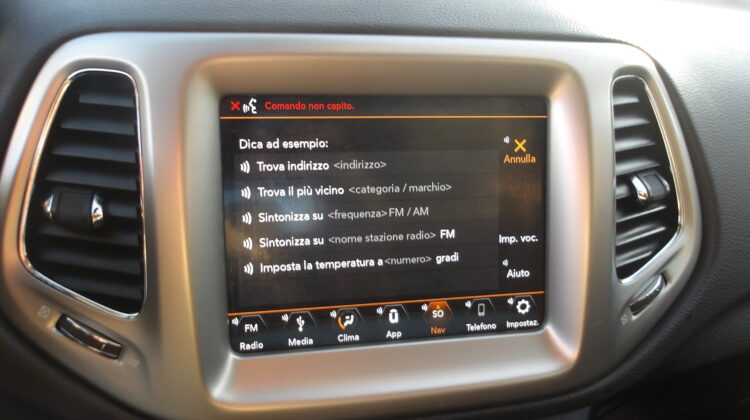 Comando non capito.
Dica ad esempio:
Trova indirizzo <indirizzo>
Trova il più vicino <categoria / marchio>
Sintonizza su <frequenza> FM / AM
Sintonizza su <nome stazione radio> FM
Imposta la temperatura a <numero> gradi
Annulla
Imp. voc.
Aiuto
FM
Radio
Media
Clima
App
SO
Nav
Telefono
Impostaz.